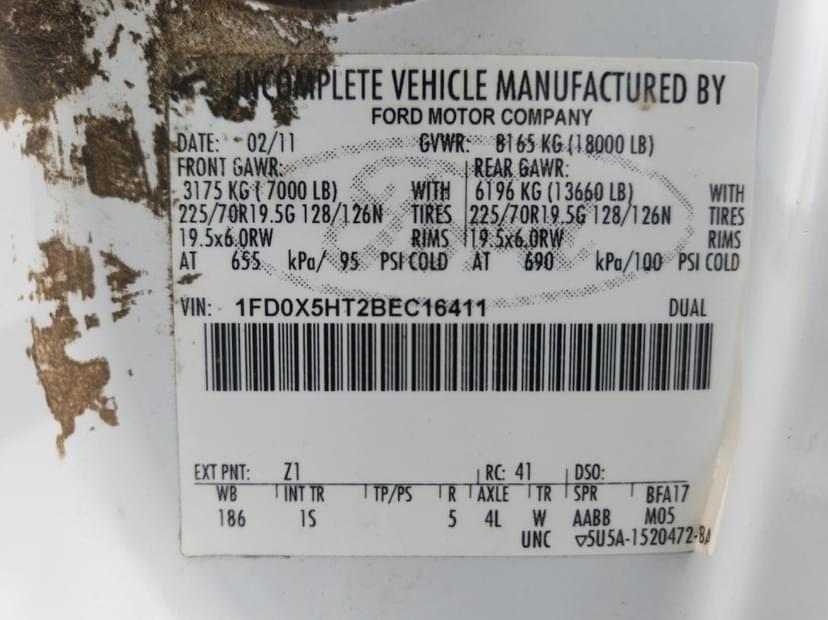 INCOMPLETE VEHICLE MANUFACTURED BY
FORD MOTOR COMPANY
DATE: 02/11 GVWR: 8165 KG (18000 LB)
FRONT GAWR: REAR GAWR:
3175 KG ( 7000 LB) WITH 6196 KG (13660 LB) WITH
225/70R19.5G 128/126N TIRES 225/70R19.5G 128/126N TIRES
19.5x6.0RW RIMS 19.5x6.0RW RIMS
AT 655 kPa/ 95 PSI COLD AT 690 kPa/100 PSI COLD
VIN: 1FD0X5HT2BEC16411 DUAL
EXT PNT: Z1 RC: 41 DSO:
WB INT TR TP/PS R AXLE TR SPR BFA17
186 1S 5 4L W AABB M05
UNC ▽5U5A-1520472-BA